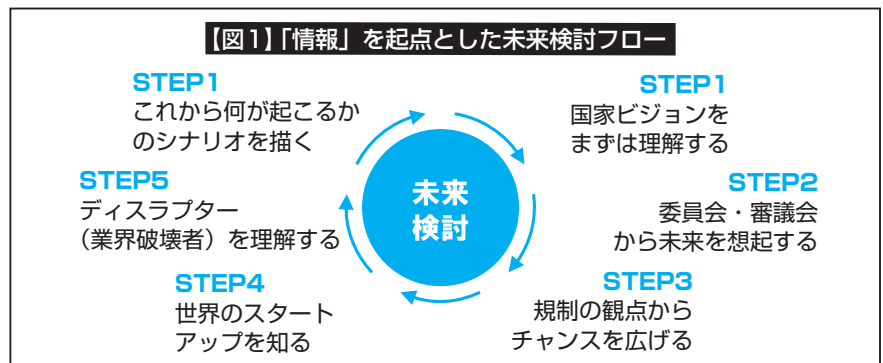 【図1】「情報」を起点とした未来検討フロー
STEP1
これから何が起こるか
のシナリオを描く
STEP1
国家ビジョンを
まずは理解する
STEP5
ディスラプター
（業界破壊者）を理解する
未来
検討
STEP2
委員会・審議会
から未来を想起する
STEP4
世界のスタート
アップを知る
STEP3
規制の観点から
チャンスを広げる